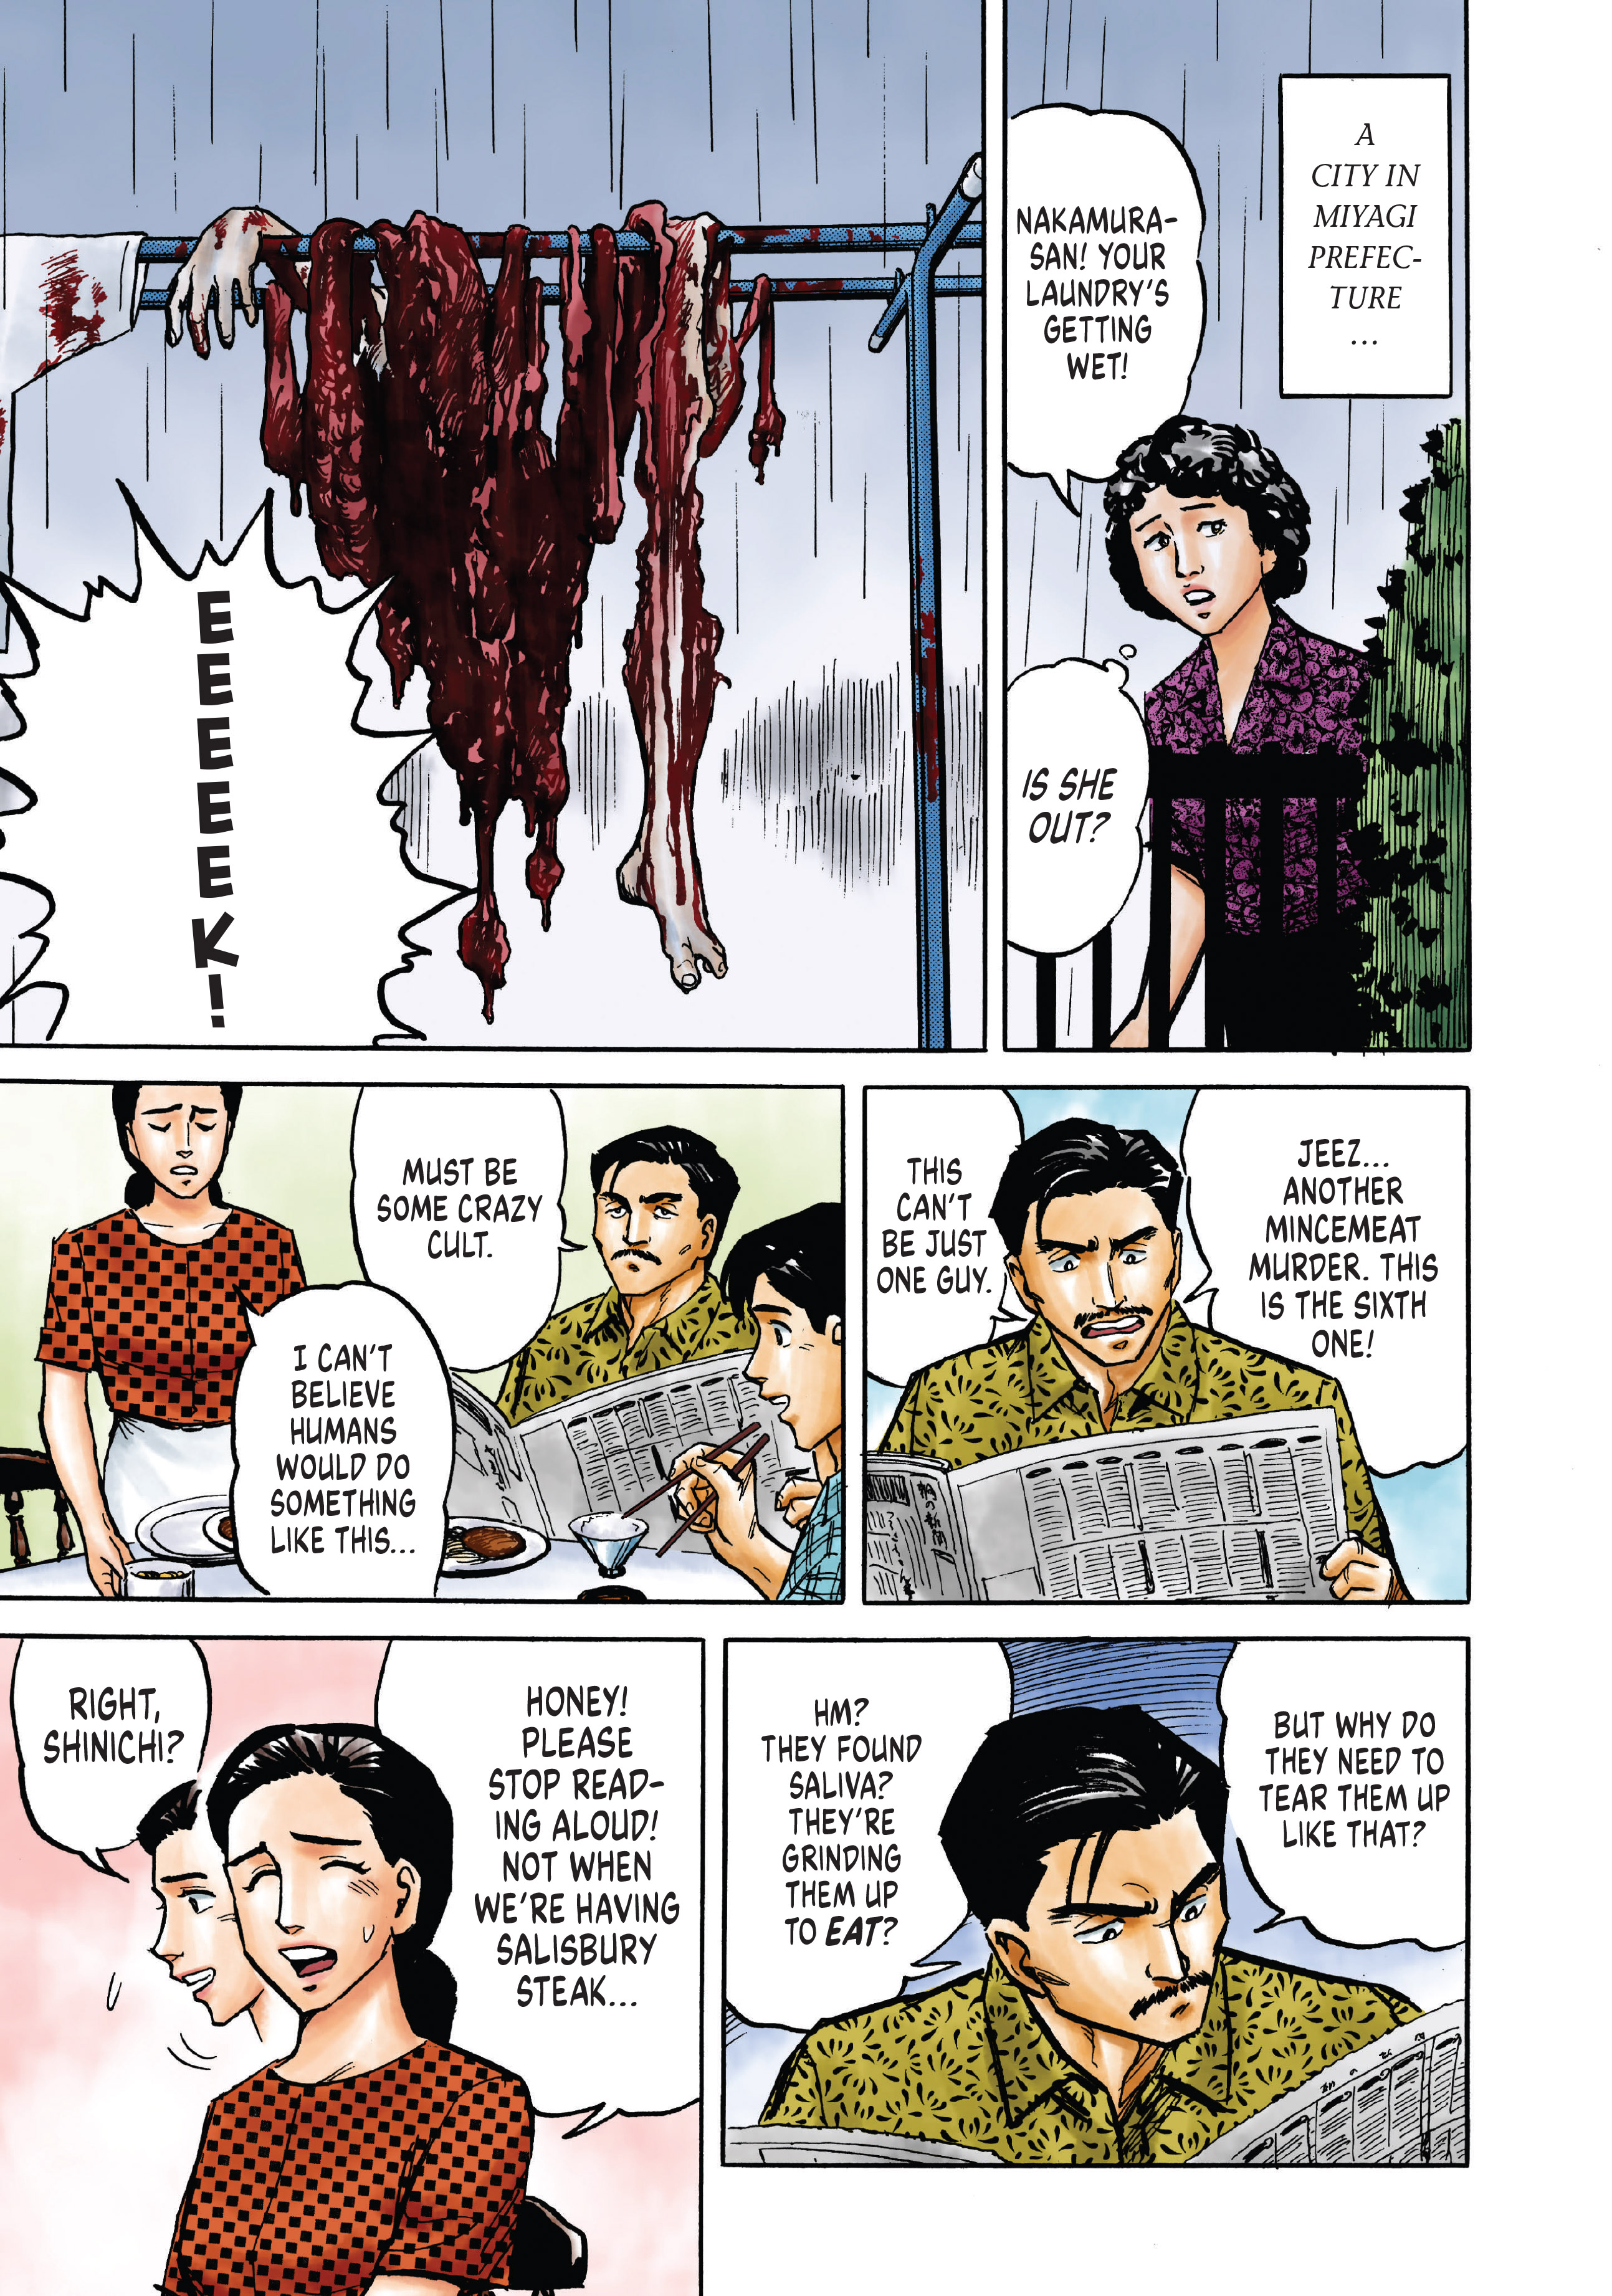 A
CITY IN
MIYAGI
PREFEC-
TURE
...
NAKAMURA-
SAN! YOUR
LAUNDRY'S
GETTING
WET!
IS SHE
OUT?
EEEEEEK!
JEEZ...
ANOTHER
MINCEMEAT
MURDER. THIS
IS THE SIXTH
ONE!
THIS
CAN'T
BE JUST
ONE GUY.
MUST BE
SOME CRAZY
CULT.
I CAN'T
BELIEVE
HUMANS
WOULD DO
SOMETHING
LIKE THIS...
BUT WHY DO
THEY NEED TO
TEAR THEM UP
LIKE THAT?
HM?
THEY FOUND
SALIVA?
THEY'RE
GRINDING
THEM UP
TO EAT?
HONEY!
PLEASE
STOP READ-
ING ALOUD!
NOT WHEN
WE'RE HAVING
SALISBURY
STEAK...
RIGHT,
SHINICHI?